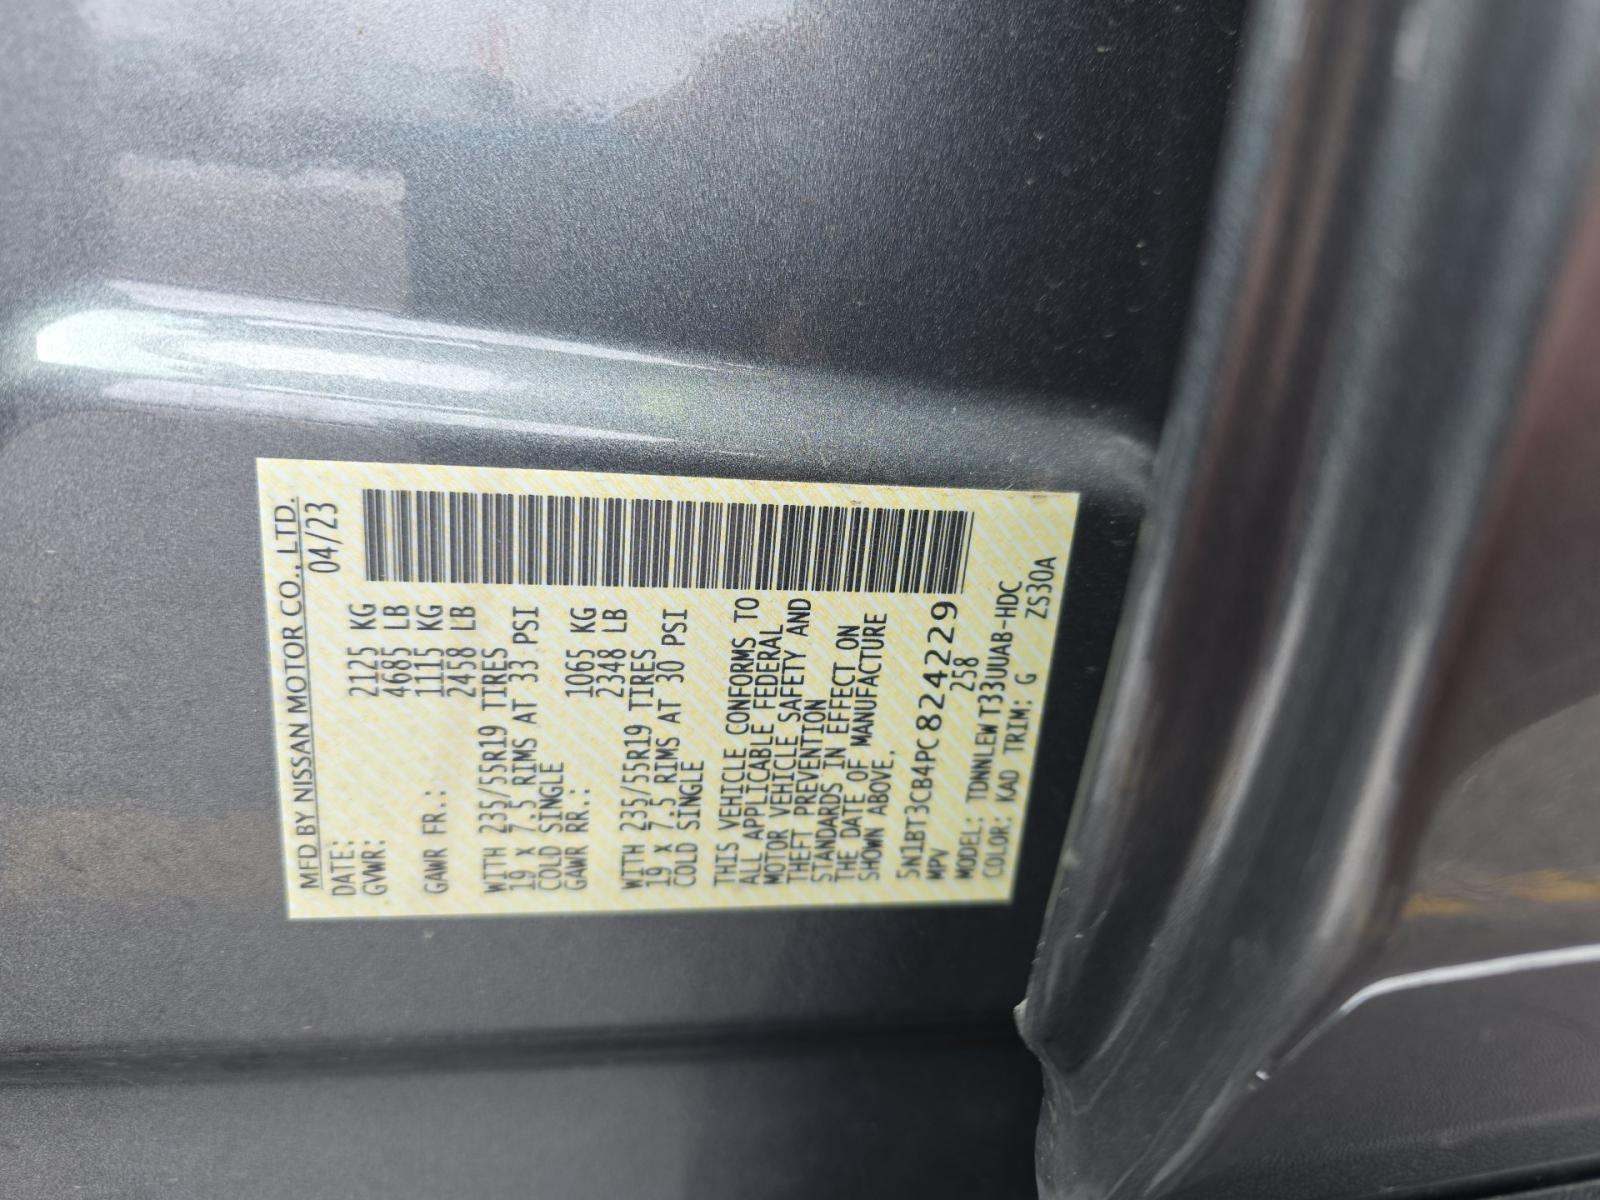 MFD BY NISSAN MOTOR CO., LTD.
DATE: 04/23
GVWR: 2125 KG
4685 LB
GAWR FR.: 1115 KG
2458 LB
WITH 235/55R19 TIRES
19 x 7.5 RIMS AT 33 PSI
COLD SINGLE
GAWR RR.: 1065 KG
2348 LB
WITH 235/55R19 TIRES
19 x 7.5 RIMS AT 30 PSI
COLD SINGLE
THIS VEHICLE CONFORMS TO
ALL APPLICABLE FEDERAL
MOTOR VEHICLE SAFETY AND
THEFT PREVENTION
STANDARDS IN EFFECT ON
THE DATE OF MANUFACTURE
SHOWN ABOVE.
5N1BT3CB4PC824229
MPV 258
MODEL: TDNNLEWT33UUAB-HDC
COLOR: KAD TRIM: G ZS30A